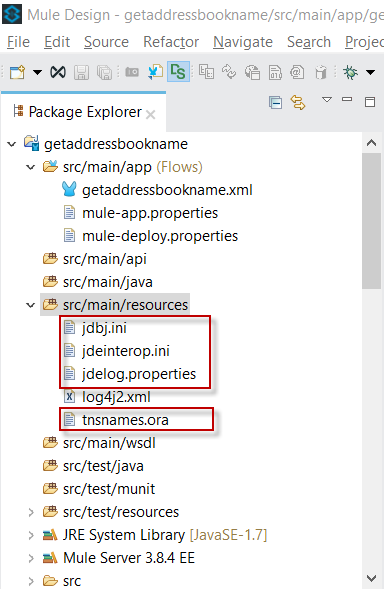 Mule Design - getaddressbookname/src/main/app/ge
File Edit Source Refactor Navigate Search Projec
Package Explorer
getaddressbookname
src/main/app (Flows)
getaddressbookname.xml
mule-app.properties
mule-deploy.properties
src/main/api
src/main/java
src/main/resources
jdbj.ini
jdeinterop.ini
jdelog.properties
log4j2.xml
tnsnames.ora
src/main/wsdl
src/test/java
src/test/munit
src/test/resources
JRE System Library [JavaSE-1.7]
Mule Server 3.8.4 EE
src